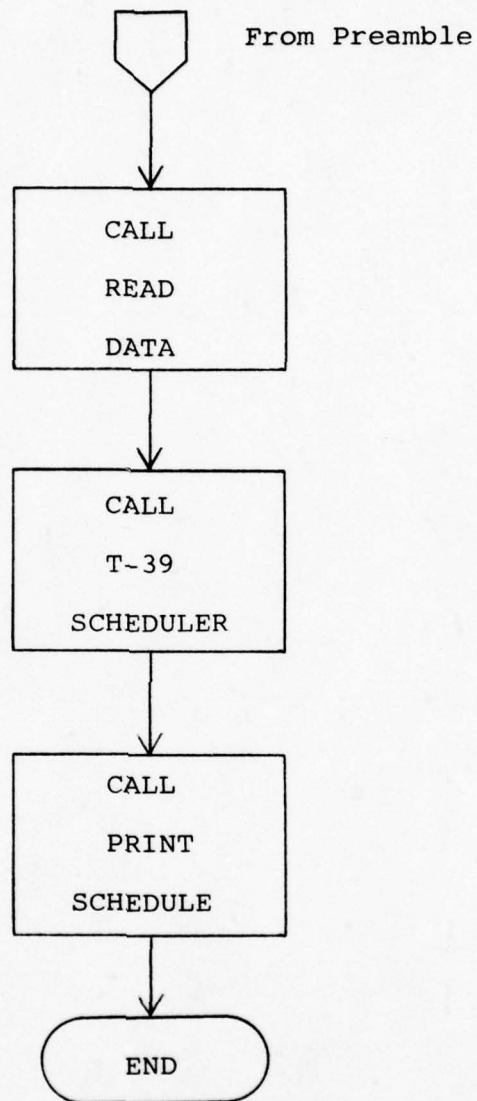 From Preamble
CALL
READ
DATA
CALL
T-39
SCHEDULER
CALL
PRINT
SCHEDULE
END